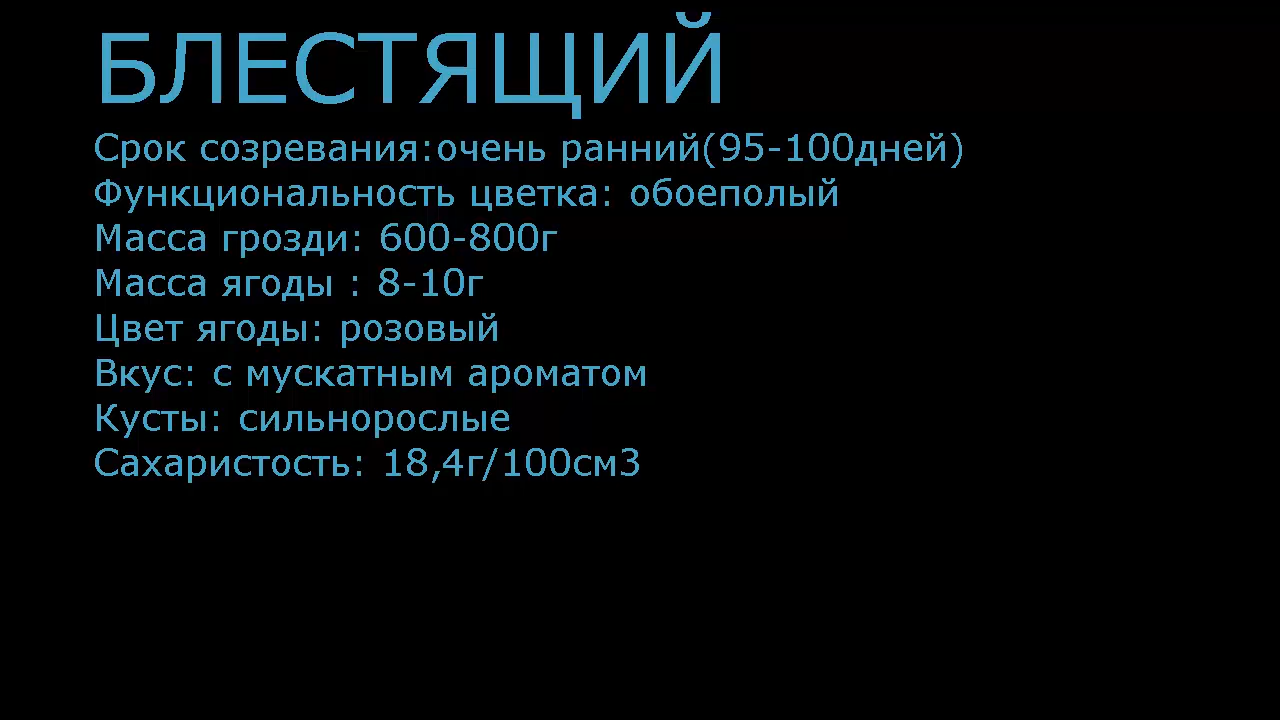 БЛЕСТЯЩИЙ
Срок созревания:очень ранний(95-100дней)
Функциональность цветка: обоеполый
Масса грозди: 600-800г
Масса ягоды : 8-10г
Цвет ягоды: розовый
Вкус: с мускатным ароматом
Кусты: сильнорослые
Сахаристость: 18,4г/100см3